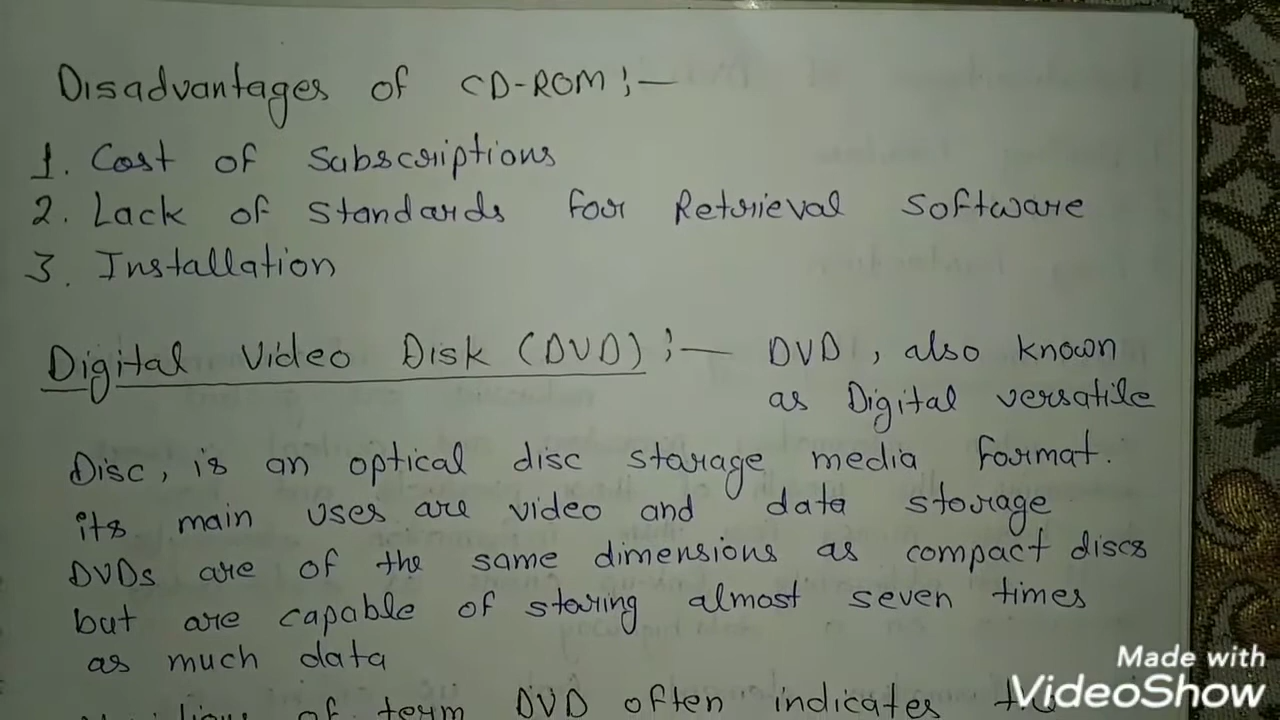 Disadvantages of CD-ROM :-
1. Cost of Subscriptions
2. Lack of standards for Retrieval Software
3. Installation
Digital Video Disk (DVD) :- DVD, also known
as Digital versatile
Disc, is an optical disc storage media format.
its main uses are video and data storage
DVDs are of the same dimensions as compact discs
but are capable of storing almost seven times
as much data
of term DVD often indicates the
Made with
VideoShow